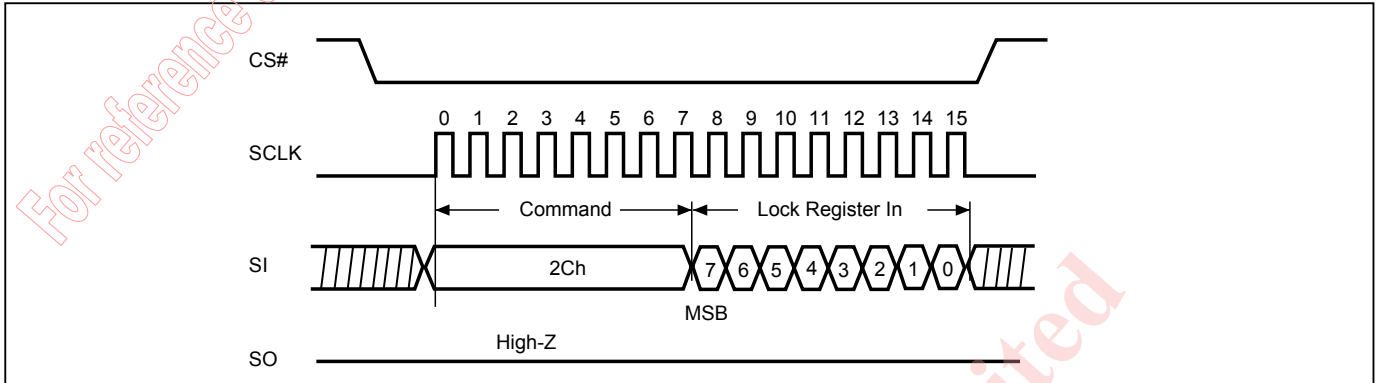 For reference
CS#
0 1 2 3 4 5 6 7 8 9 10 11 12 13 14 15
SCLK
Command
Lock Register In
SI
2Ch
7 6 5 4 3 2 1 0
MSB
High-Z
SO